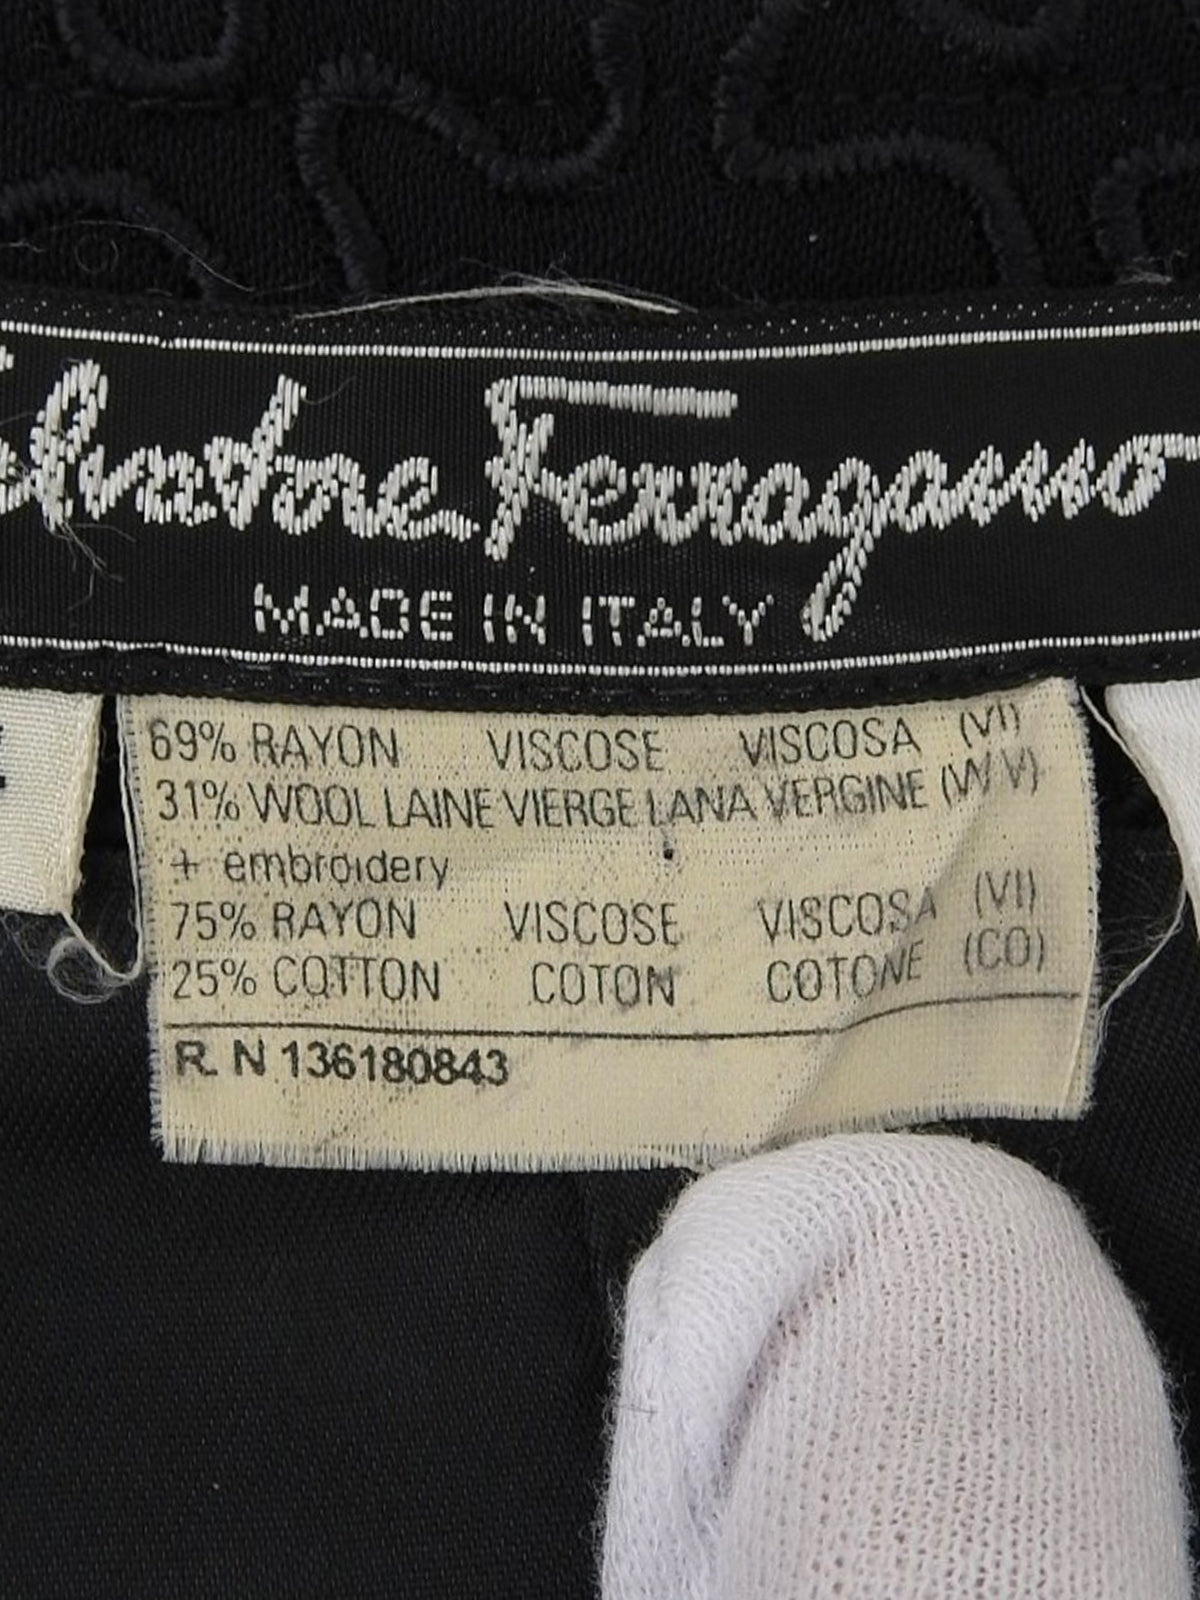 Salvatore Ferragamo
MADE IN ITALY
69% RAYON VISCOSE VISCOSA (VI)
31% WOOL LAINE VIERGE LANA VERGINE (WV)
+ embroidery
75% RAYON VISCOSE VISCOSA (VI)
25% COTTON COTON COTONE (CO)
R. N 136180843